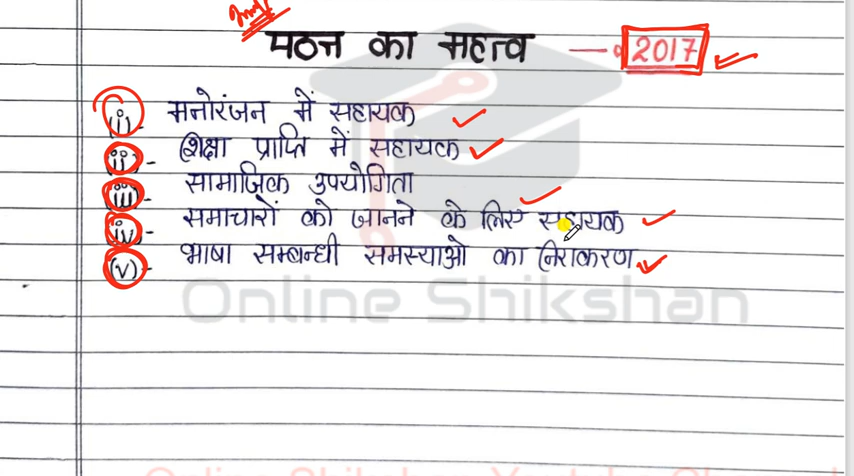 Imp
पठन का महत्व — 2017
(i) मनोरंजन में सहायक
(ii) - शिक्षा प्राप्ति में सहायक
(iii) - सामाजिक उपयोगिता
(iv) - समाचारों को जानने के लिए सहायक
(v) - भाषा सम्बन्धी समस्याओ का निराकरण
Online Shikshan